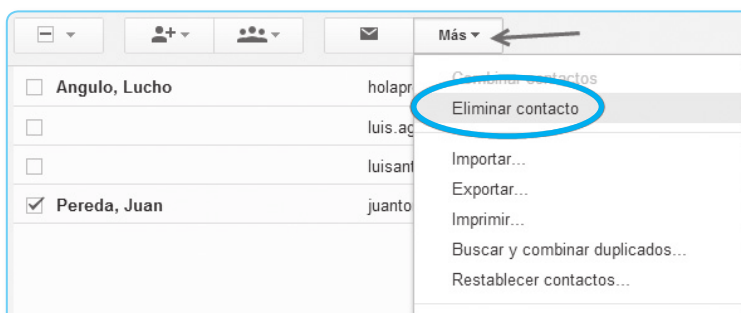 Más
Angulo, Lucho holapr
luis.ag
luisant
Pereda, Juan juanto
Combinar contactos
Eliminar contacto
Importar...
Exportar...
Imprimir...
Buscar y combinar duplicados...
Restablecer contactos...